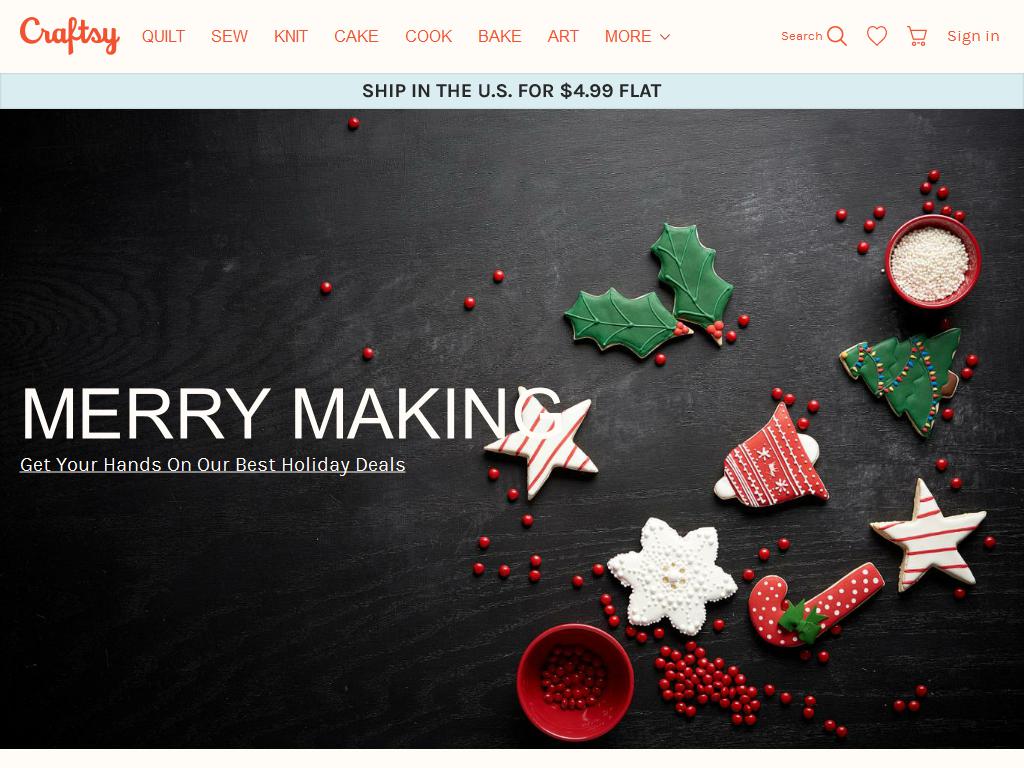 Craftsy
QUILT SEW KNIT CAKE COOK BAKE ART MORE Search Sign in
SHIP IN THE U.S. FOR $4.99 FLAT
MERRY MAKING
Get Your Hands On Our Best Holiday Deals